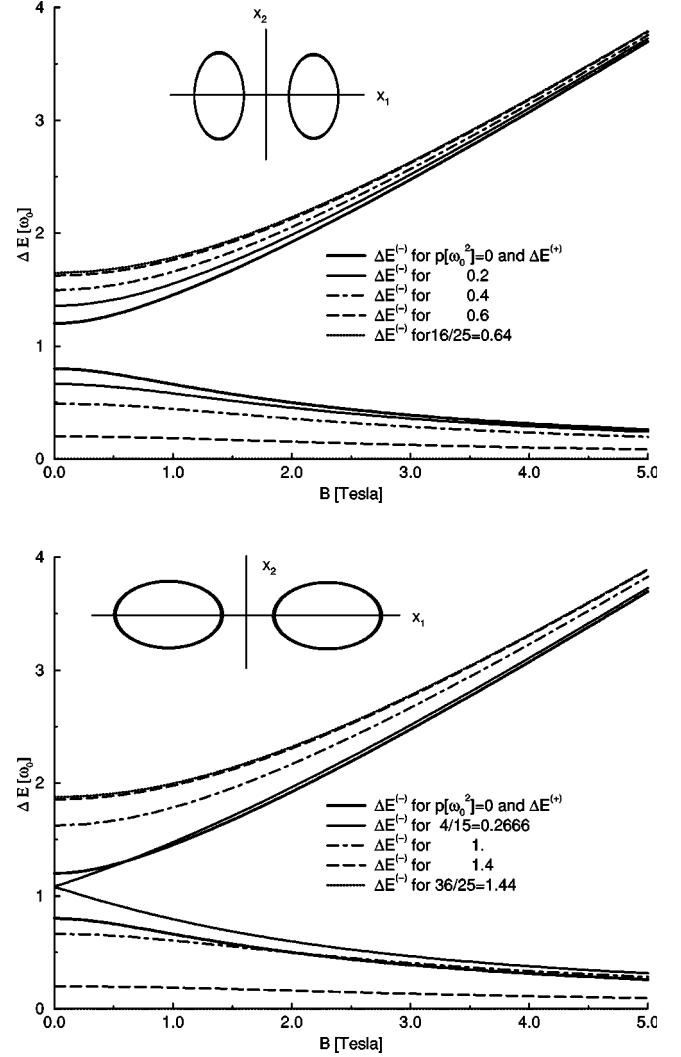 4
x₂
x₁
3
Δ E [ω₀]
2
ΔE⁽⁻⁾ for p[ω₀²]=0 and ΔE⁽⁺⁾
ΔE⁽⁻⁾ for 0.2
ΔE⁽⁻⁾ for 0.4
ΔE⁽⁻⁾ for 0.6
ΔE⁽⁻⁾ for16/25=0.64
1
0
0.0 1.0 2.0 3.0 4.0 5.0
B [Tesla]
4
x₂
x₁
3
Δ E [ω₀]
2
ΔE⁽⁻⁾ for p[ω₀²]=0 and ΔE⁽⁺⁾
ΔE⁽⁻⁾ for 4/15=0.2666
ΔE⁽⁻⁾ for 1.
ΔE⁽⁻⁾ for 1.4
ΔE⁽⁻⁾ for 36/25=1.44
1
0
0.0 1.0 2.0 3.0 4.0 5.0
B [Tesla]